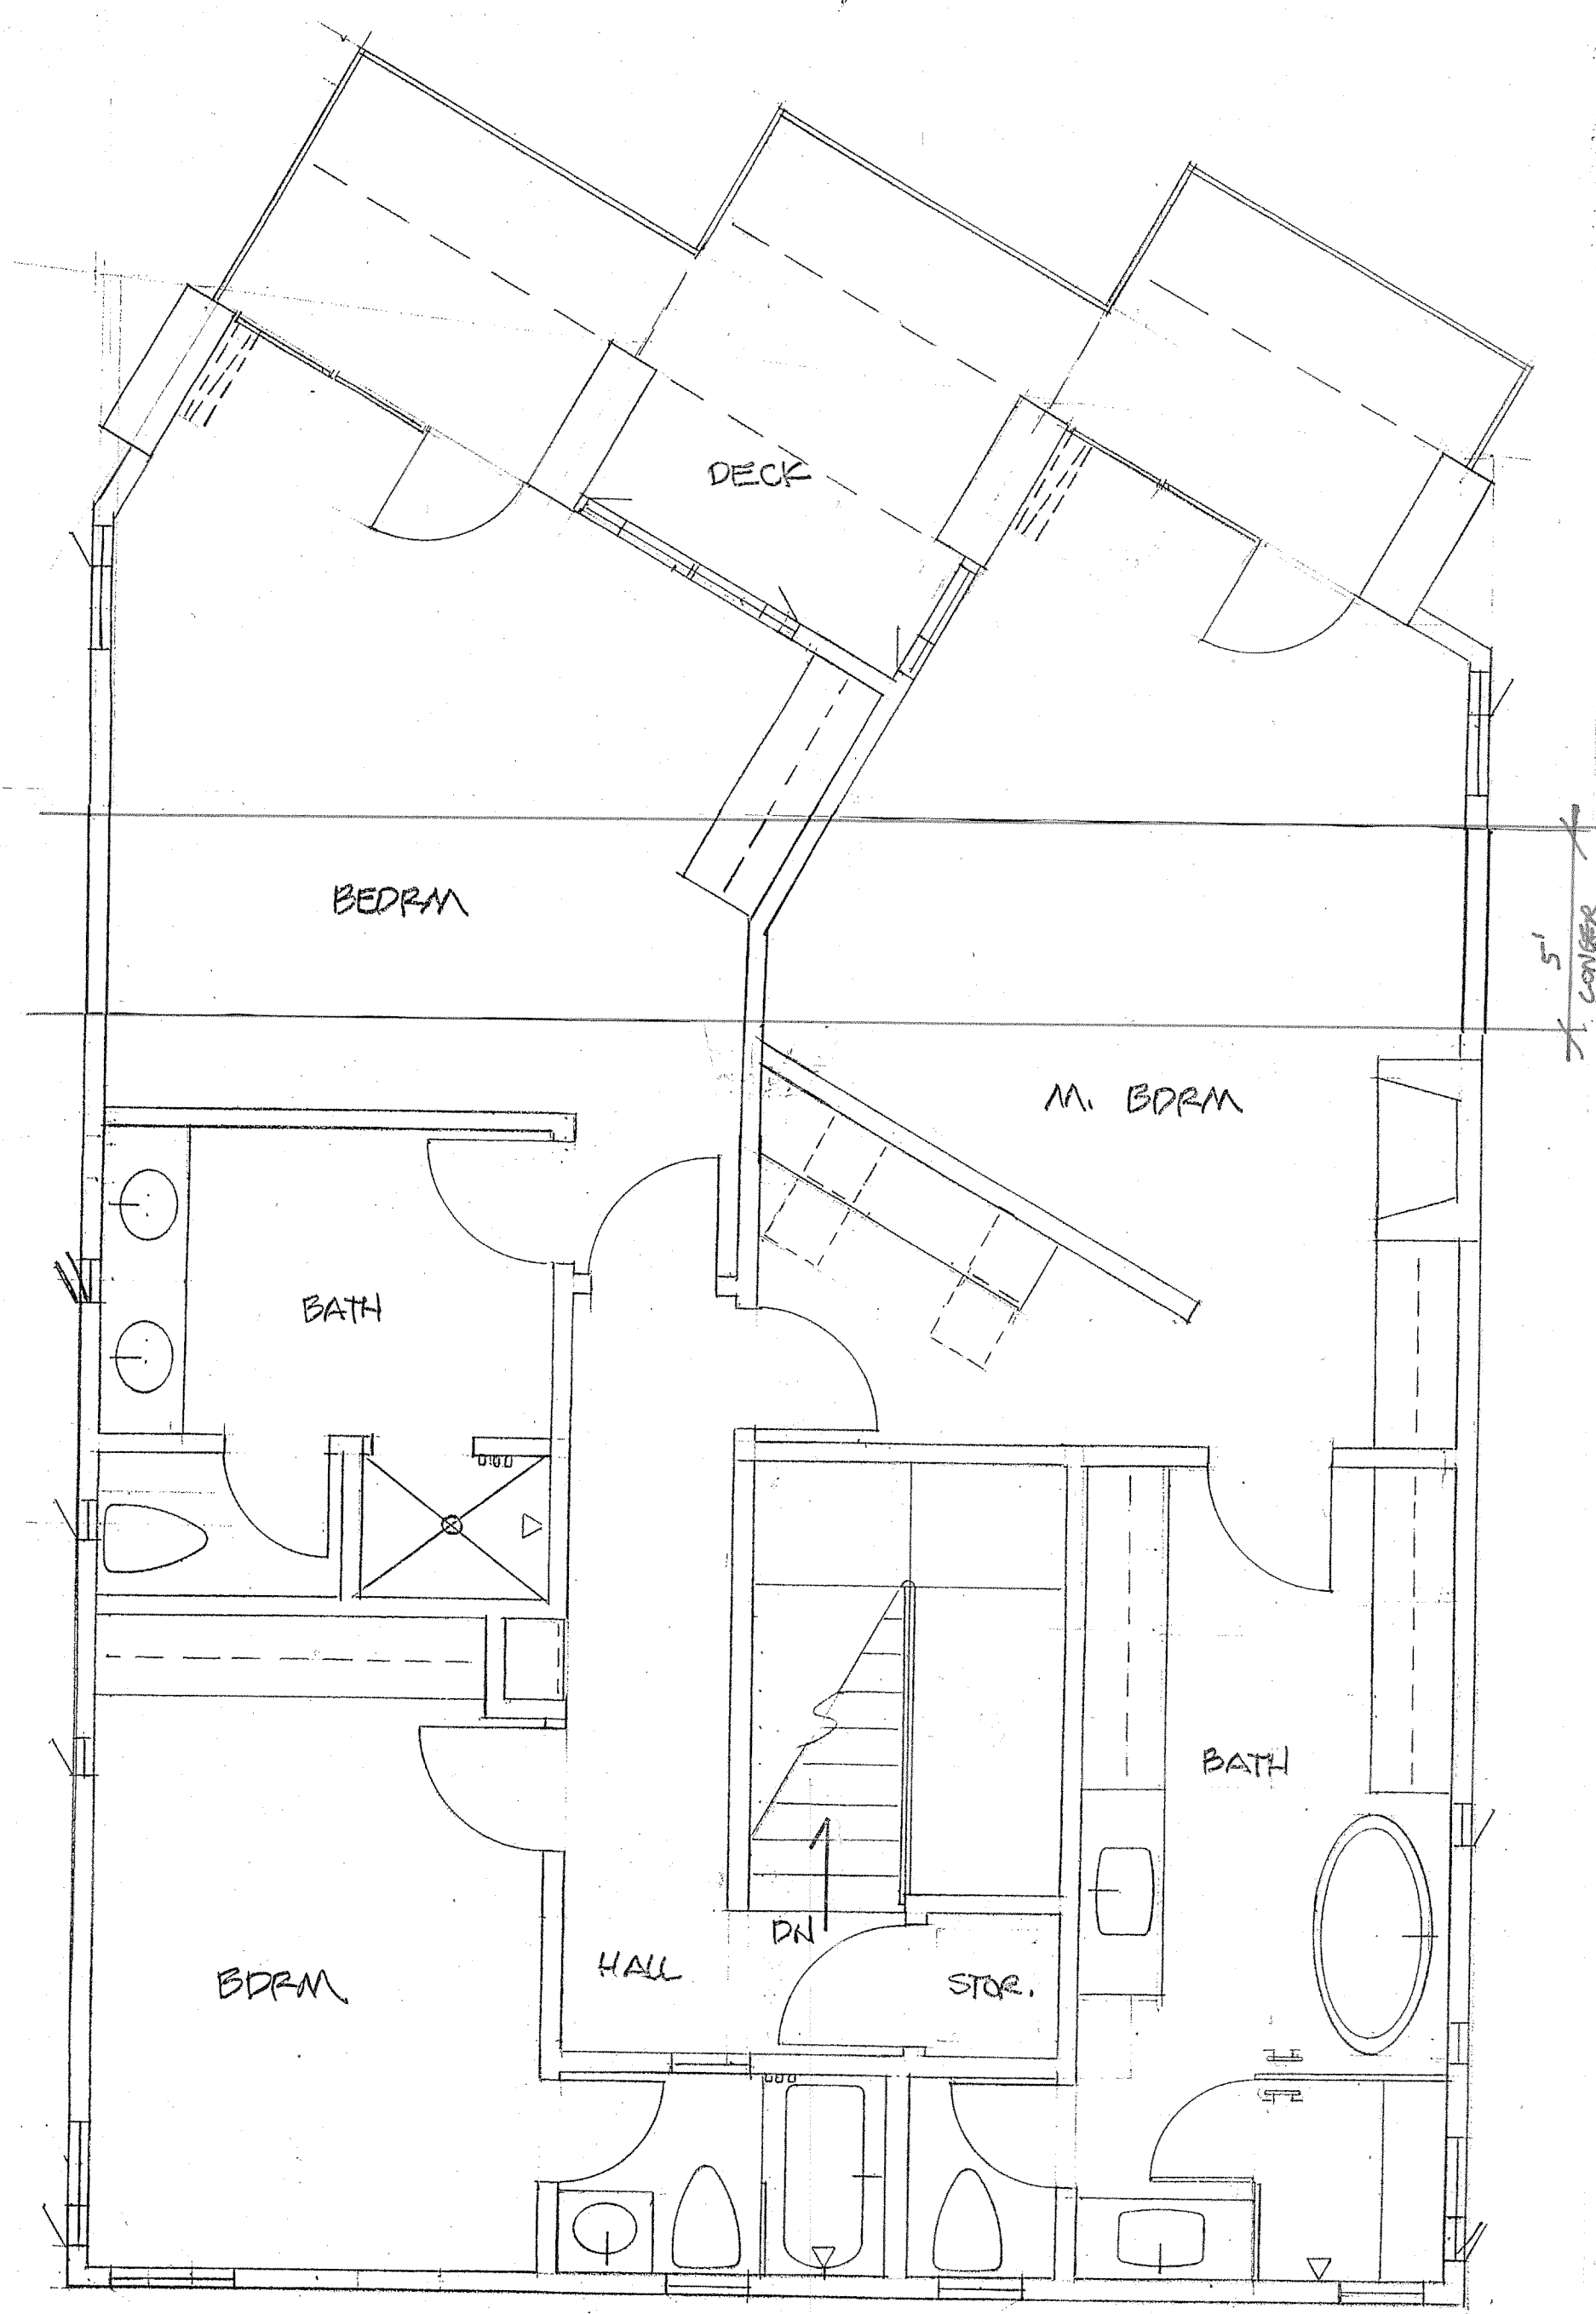 DECK
BEDRM
5'
LONGER
M. BDRM
BATH
BATH
DN
HALL
STOR.
BDRM